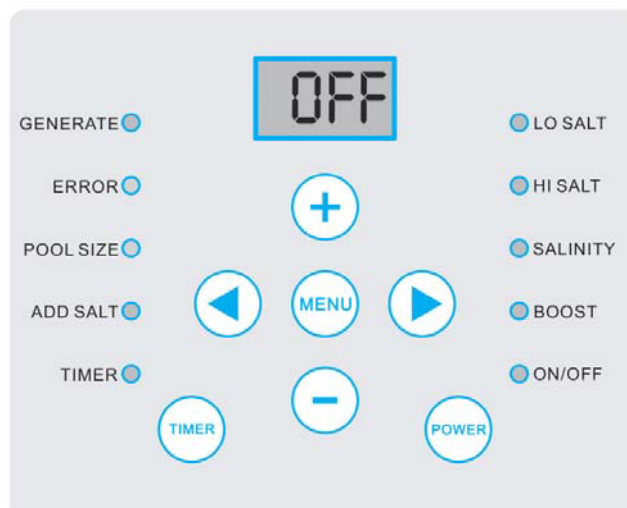 OFF
GENERATE
LO SALT
ERROR
HI SALT
+
POOL SIZE
SALINITY
ADD SALT
MENU
BOOST
TIMER
ON/OFF
-
TIMER
POWER